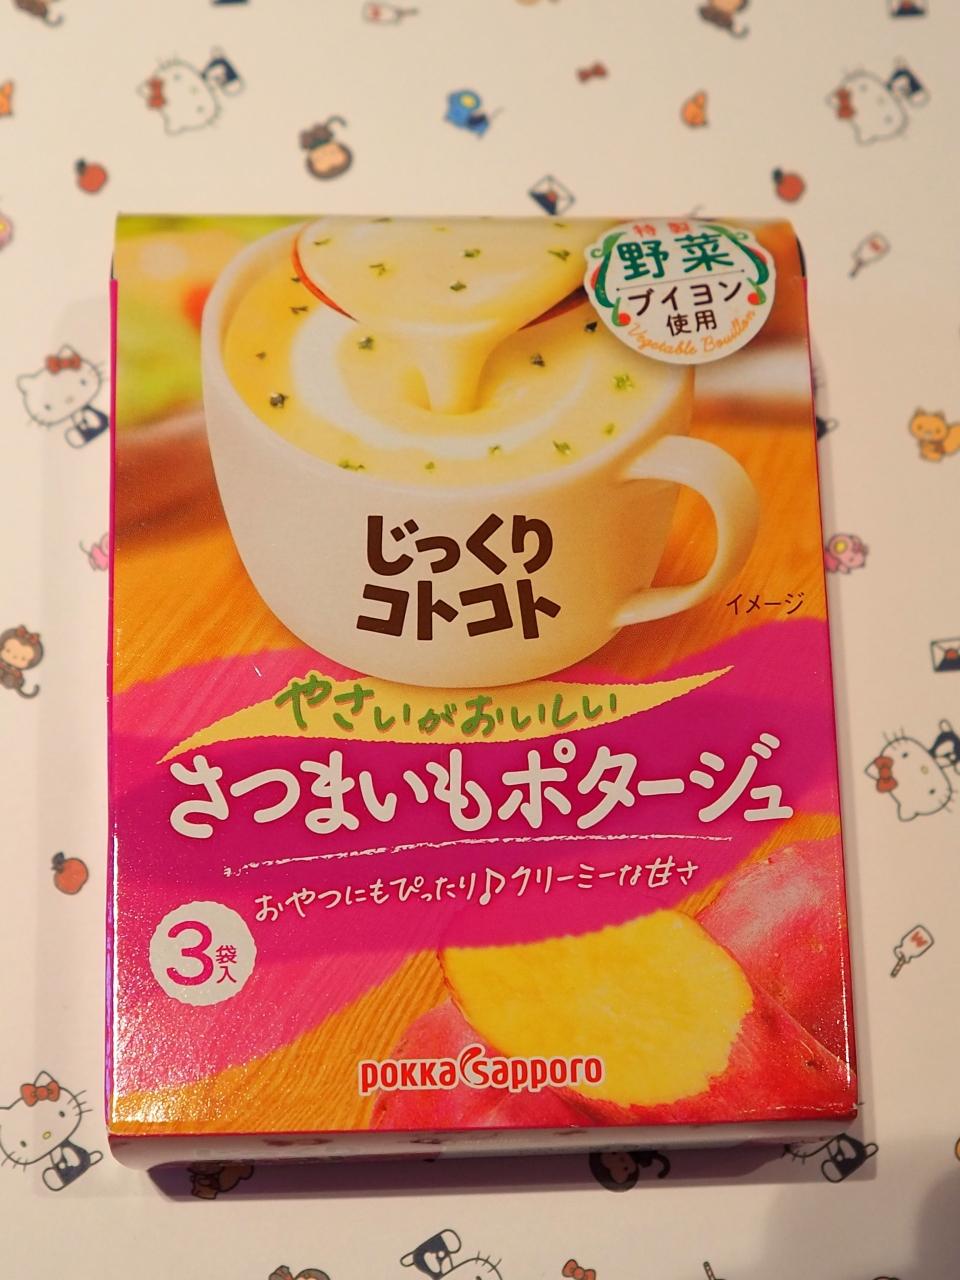 特製
野菜
ブイヨン
使用
Vegetable Bouillon
じっくり
コトコト
イメージ
やさいがおいしい
さつまいもポタージュ
おやつにもぴったり♪クリーミーな甘さ
3袋入
pokka sapporo